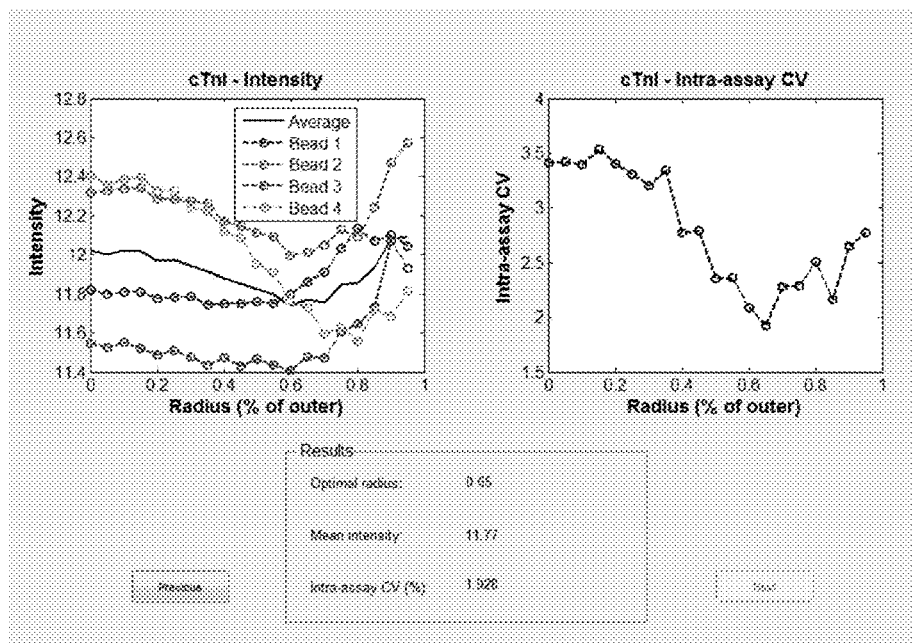 cTnI - Intensity
12.8
12.6
12.4
12.2
12
11.8
11.6
11.4
Intensity
Average
Bead 1
Bead 2
Bead 3
Bead 4
0
0.2
0.4
0.6
0.8
1
Radius (% of outer)
cTnI - Intra-assay CV
4
3.5
3
2.5
2
1.5
Intra-assay CV
0
0.2
0.4
0.6
0.8
1
Radius (% of outer)
Results
Optimal radius: 0.65
Mean intensity: 11.77
Intra-assay CV (%) 1.928
Previous
Next